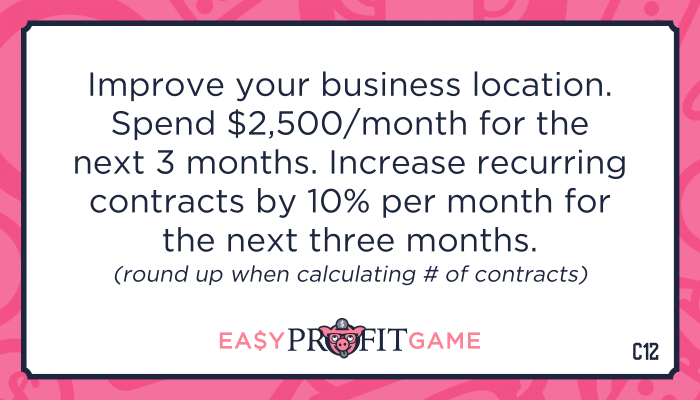 Improve your business location.
Spend $2,500/month for the
next 3 months. Increase recurring
contracts by 10% per month for
the next three months.
(round up when calculating # of contracts)
EA$Y PROFIT GAME
C12